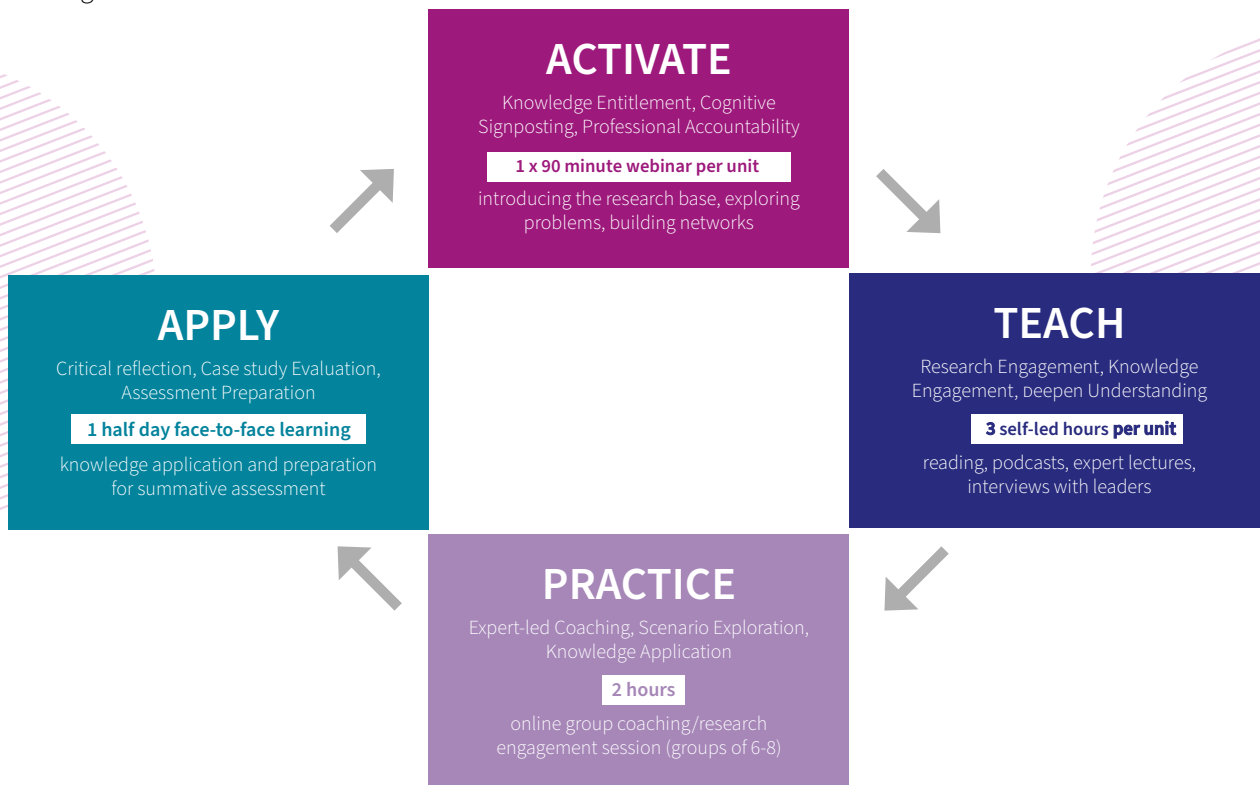 ACTIVATE
Knowledge Entitlement, Cognitive
Signposting, Professional Accountability
1 x 90 minute webinar per unit
introducing the research base, exploring
problems, building networks
APPLY
Critical reflection, Case study Evaluation,
Assessment Preparation
1 half day face-to-face learning
knowledge application and preparation
for summative assessment
TEACH
Research Engagement, Knowledge
Engagement, Deepen Understanding
3 self-led hours per unit
reading, podcasts, expert lectures,
interviews with leaders
PRACTICE
Expert-led Coaching, Scenario Exploration,
Knowledge Application
2 hours
online group coaching/research
engagement session (groups of 6-8)